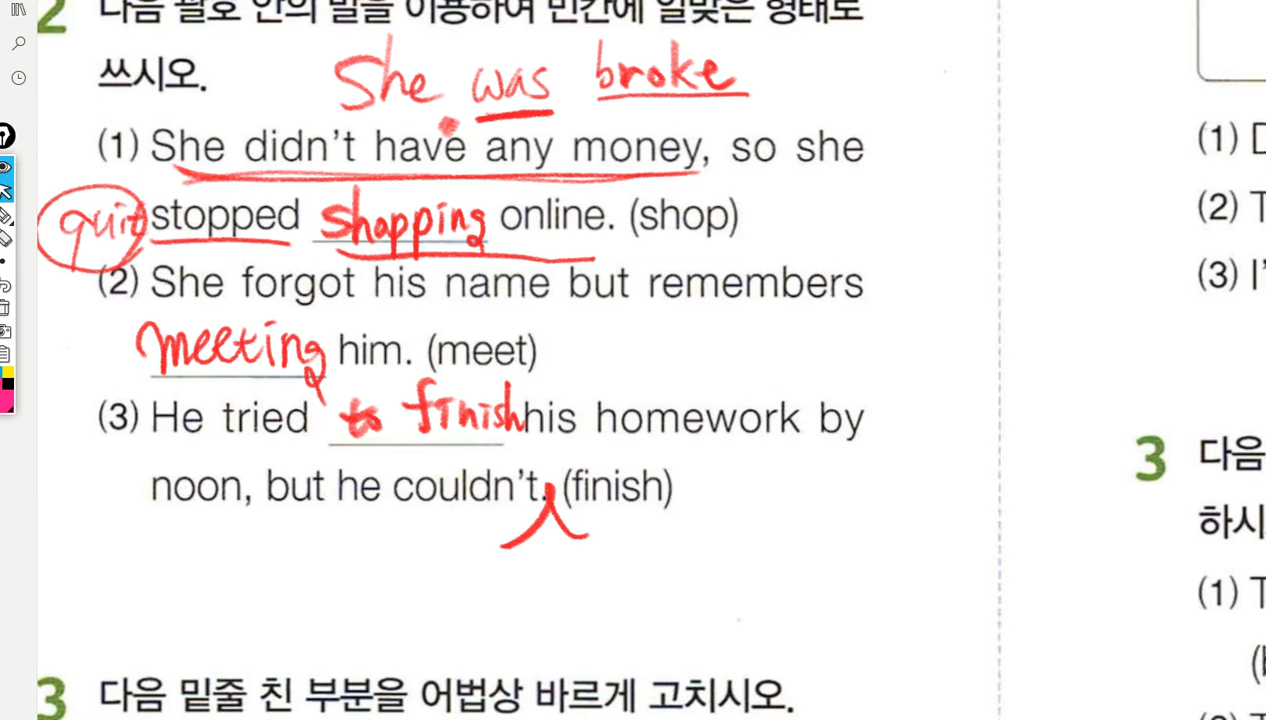 2 다음 괄호 안의 말을 이용하여 빈칸에 알맞은 형태로
쓰시오.
She was broke
(1) She didn't have any money, so she
quit stopped shopping online. (shop)
(2) She forgot his name but remembers
meeting him. (meet)
(3) He tried to finish his homework by
noon, but he couldn't. (finish)
3 다음 밑줄 친 부분을 어법상 바르게 고치시오.
(1)
(2) T
(3) I'
3 다음
하시
(1) T